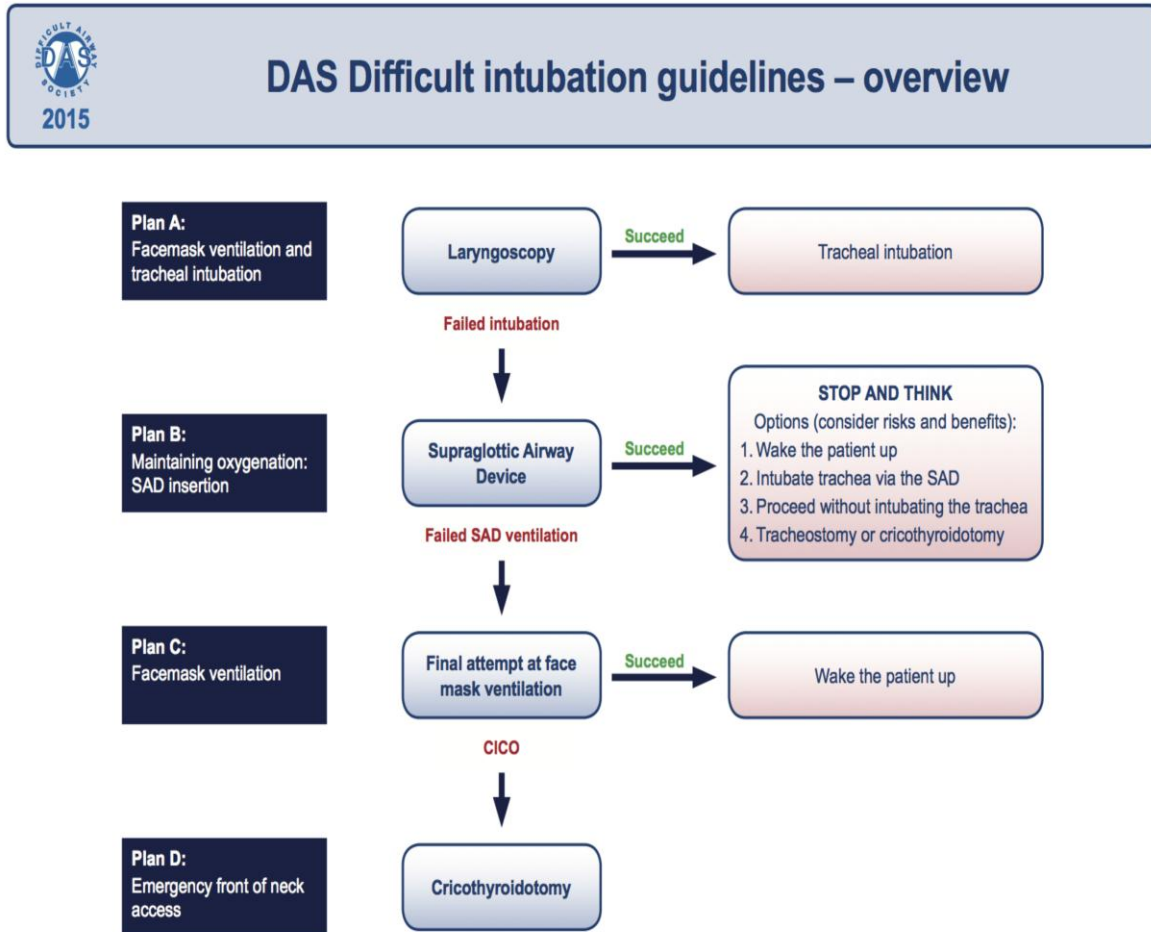 DIFFICULT AIRWAY
DAS
SOCIETY
2015
DAS Difficult intubation guidelines – overview
Plan A:
Facemask ventilation and
tracheal intubation
Laryngoscopy
Succeed
Tracheal intubation
Failed intubation
Plan B:
Maintaining oxygenation:
SAD insertion
Supraglottic Airway
Device
Succeed
STOP AND THINK
Options (consider risks and benefits):
1. Wake the patient up
2. Intubate trachea via the SAD
3. Proceed without intubating the trachea
4. Tracheostomy or cricothyroidotomy
Failed SAD ventilation
Plan C:
Facemask ventilation
Final attempt at face
mask ventilation
Succeed
Wake the patient up
CICO
Plan D:
Emergency front of neck
access
Cricothyroidotomy